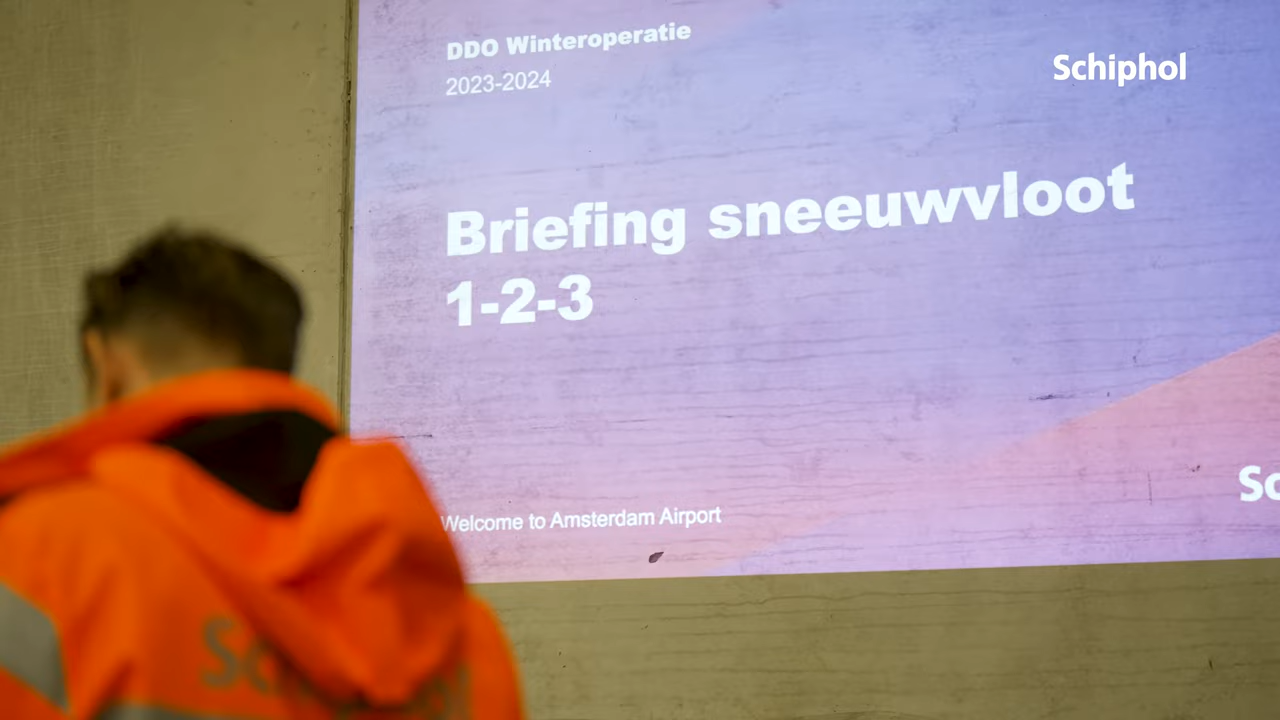 DDO Winteroperatie
2023-2024
Schiphol
Briefing sneeuwvloot
1-2-3
Welcome to Amsterdam Airport